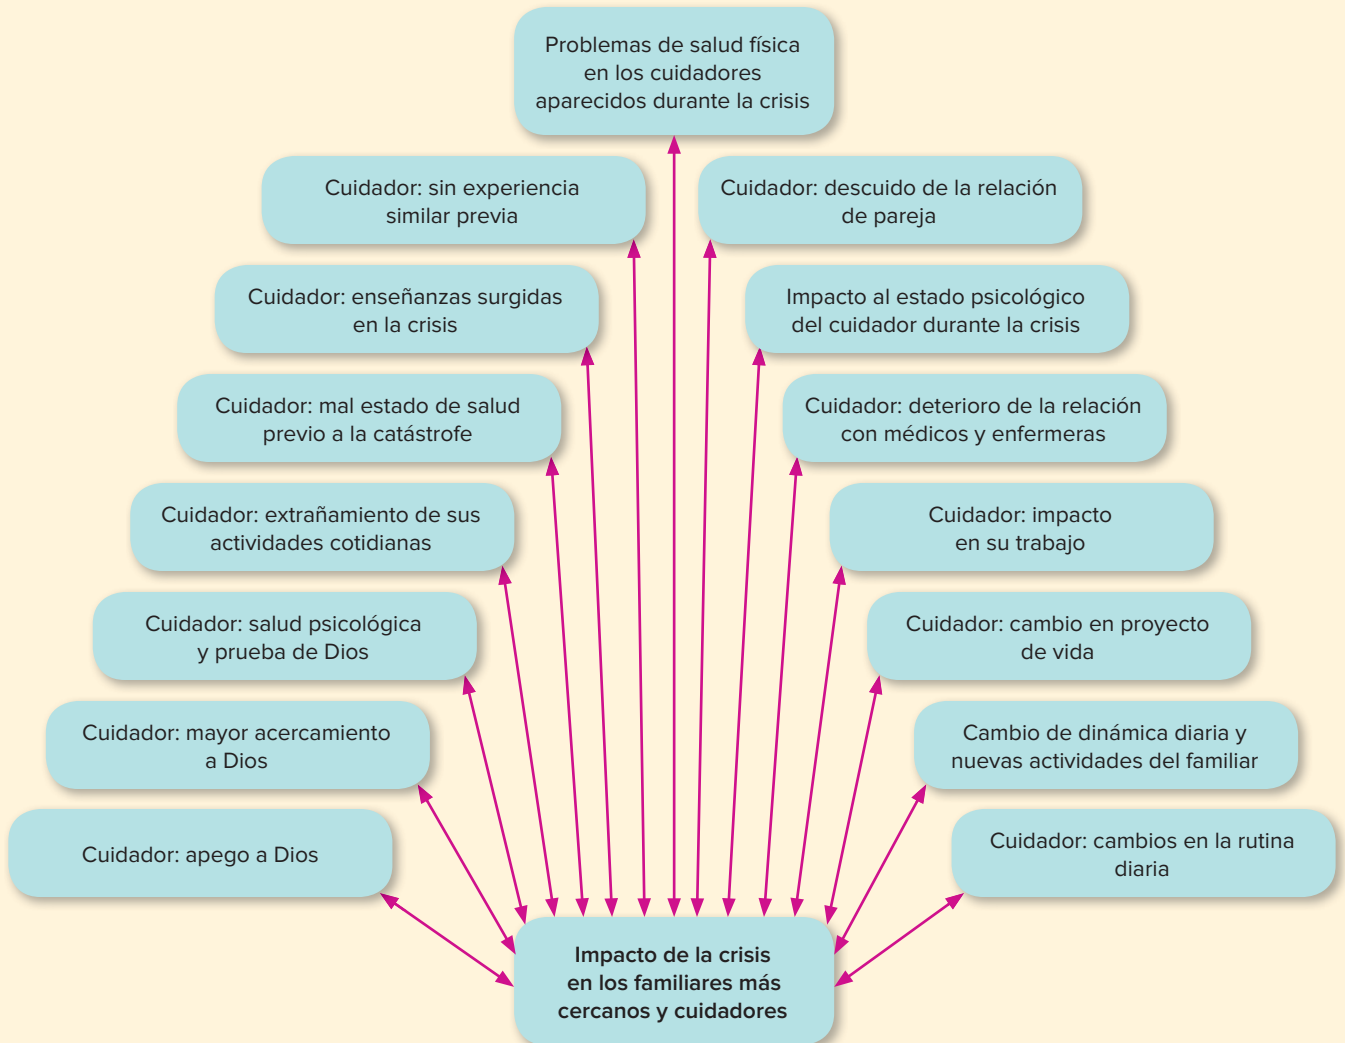 Problemas de salud física
en los cuidadores
aparecidos durante la crisis
Cuidador: sin experiencia
similar previa
Cuidador: descuido de la relación
de pareja
Cuidador: enseñanzas surgidas
en la crisis
Impacto al estado psicológico
del cuidador durante la crisis
Cuidador: mal estado de salud
previo a la catástrofe
Cuidador: deterioro de la relación
con médicos y enfermeras
Cuidador: extrañamiento de sus
actividades cotidianas
Cuidador: impacto
en su trabajo
Cuidador: salud psicológica
y prueba de Dios
Cuidador: cambio en proyecto
de vida
Cuidador: mayor acercamiento
a Dios
Cambio de dinámica diaria y
nuevas actividades del familiar
Cuidador: apego a Dios
Cuidador: cambios en la rutina
diaria
Impacto de la crisis
en los familiares más
cercanos y cuidadores